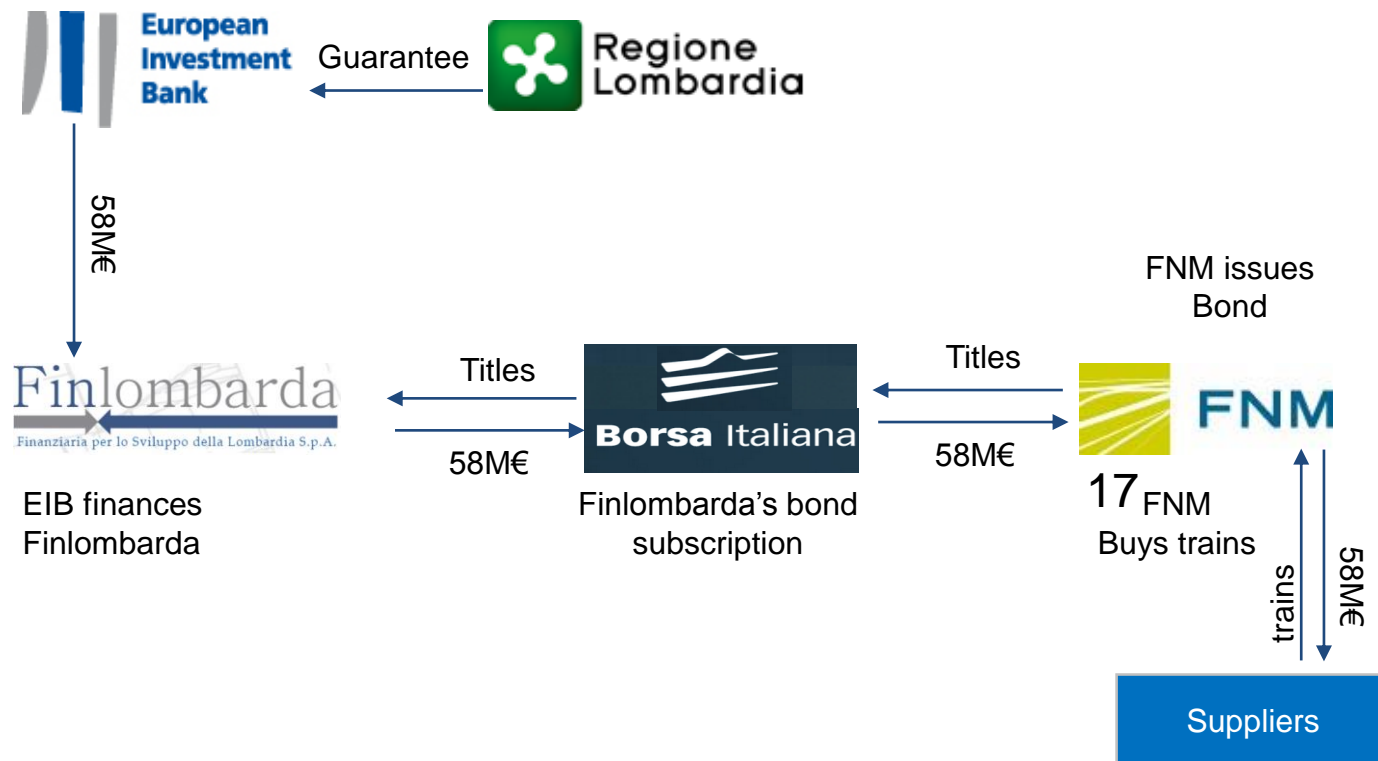 European
Investment
Bank
Guarantee
Regione
Lombardia
58M€
FNM issues
Bond
Finlombarda
Finanziaria per lo Sviluppo della Lombardia S.p.A.
Titles
58M€
Borsa Italiana
Titles
58M€
FNM
EIB finances
Finlombarda
Finlombarda’s bond
subscription
17 FNM
Buys trains
trains
58M€
Suppliers